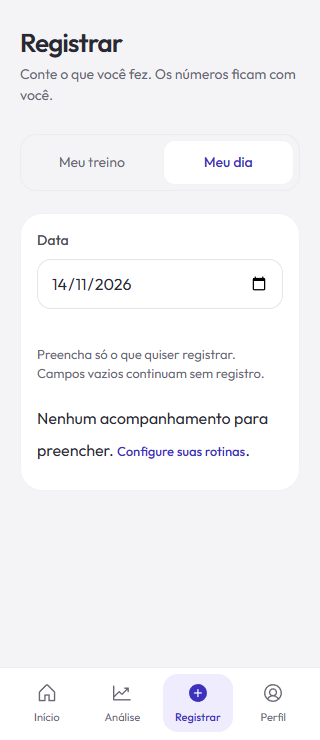 Registrar
Conte o que você fez. Os números ficam com
você.
Meu treino
Meu dia
Data
14/11/2026
Preencha só o que quiser registrar.
Campos vazios continuam sem registro.
Nenhum acompanhamento para
preencher. Configure suas rotinas.
Início
Análise
Registrar
Perfil